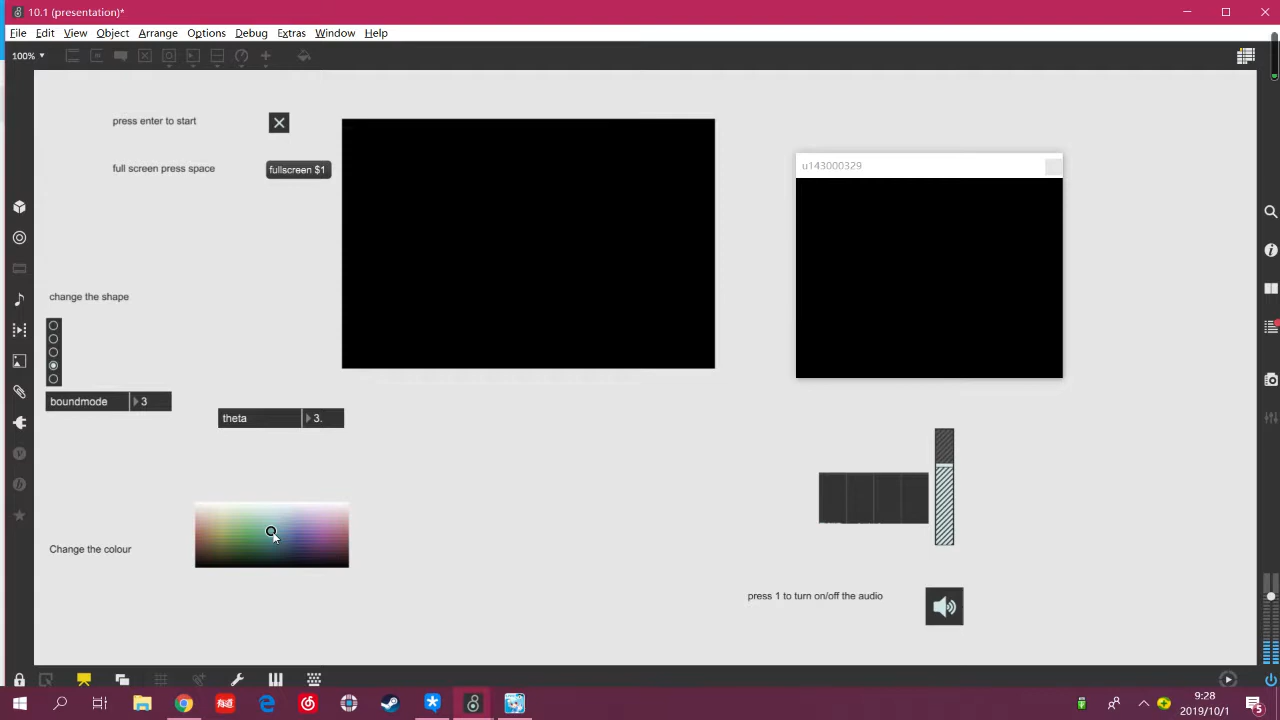 10.1 (presentation)*
File Edit View Object Arrange Options Debug Extras Window Help
100%
press enter to start
full screen press space
fullscreen $1
u143000329
change the shape
boundmode 3
theta 3.
Change the colour
press 1 to turn on/off the audio
9:28
2019/10/1
5